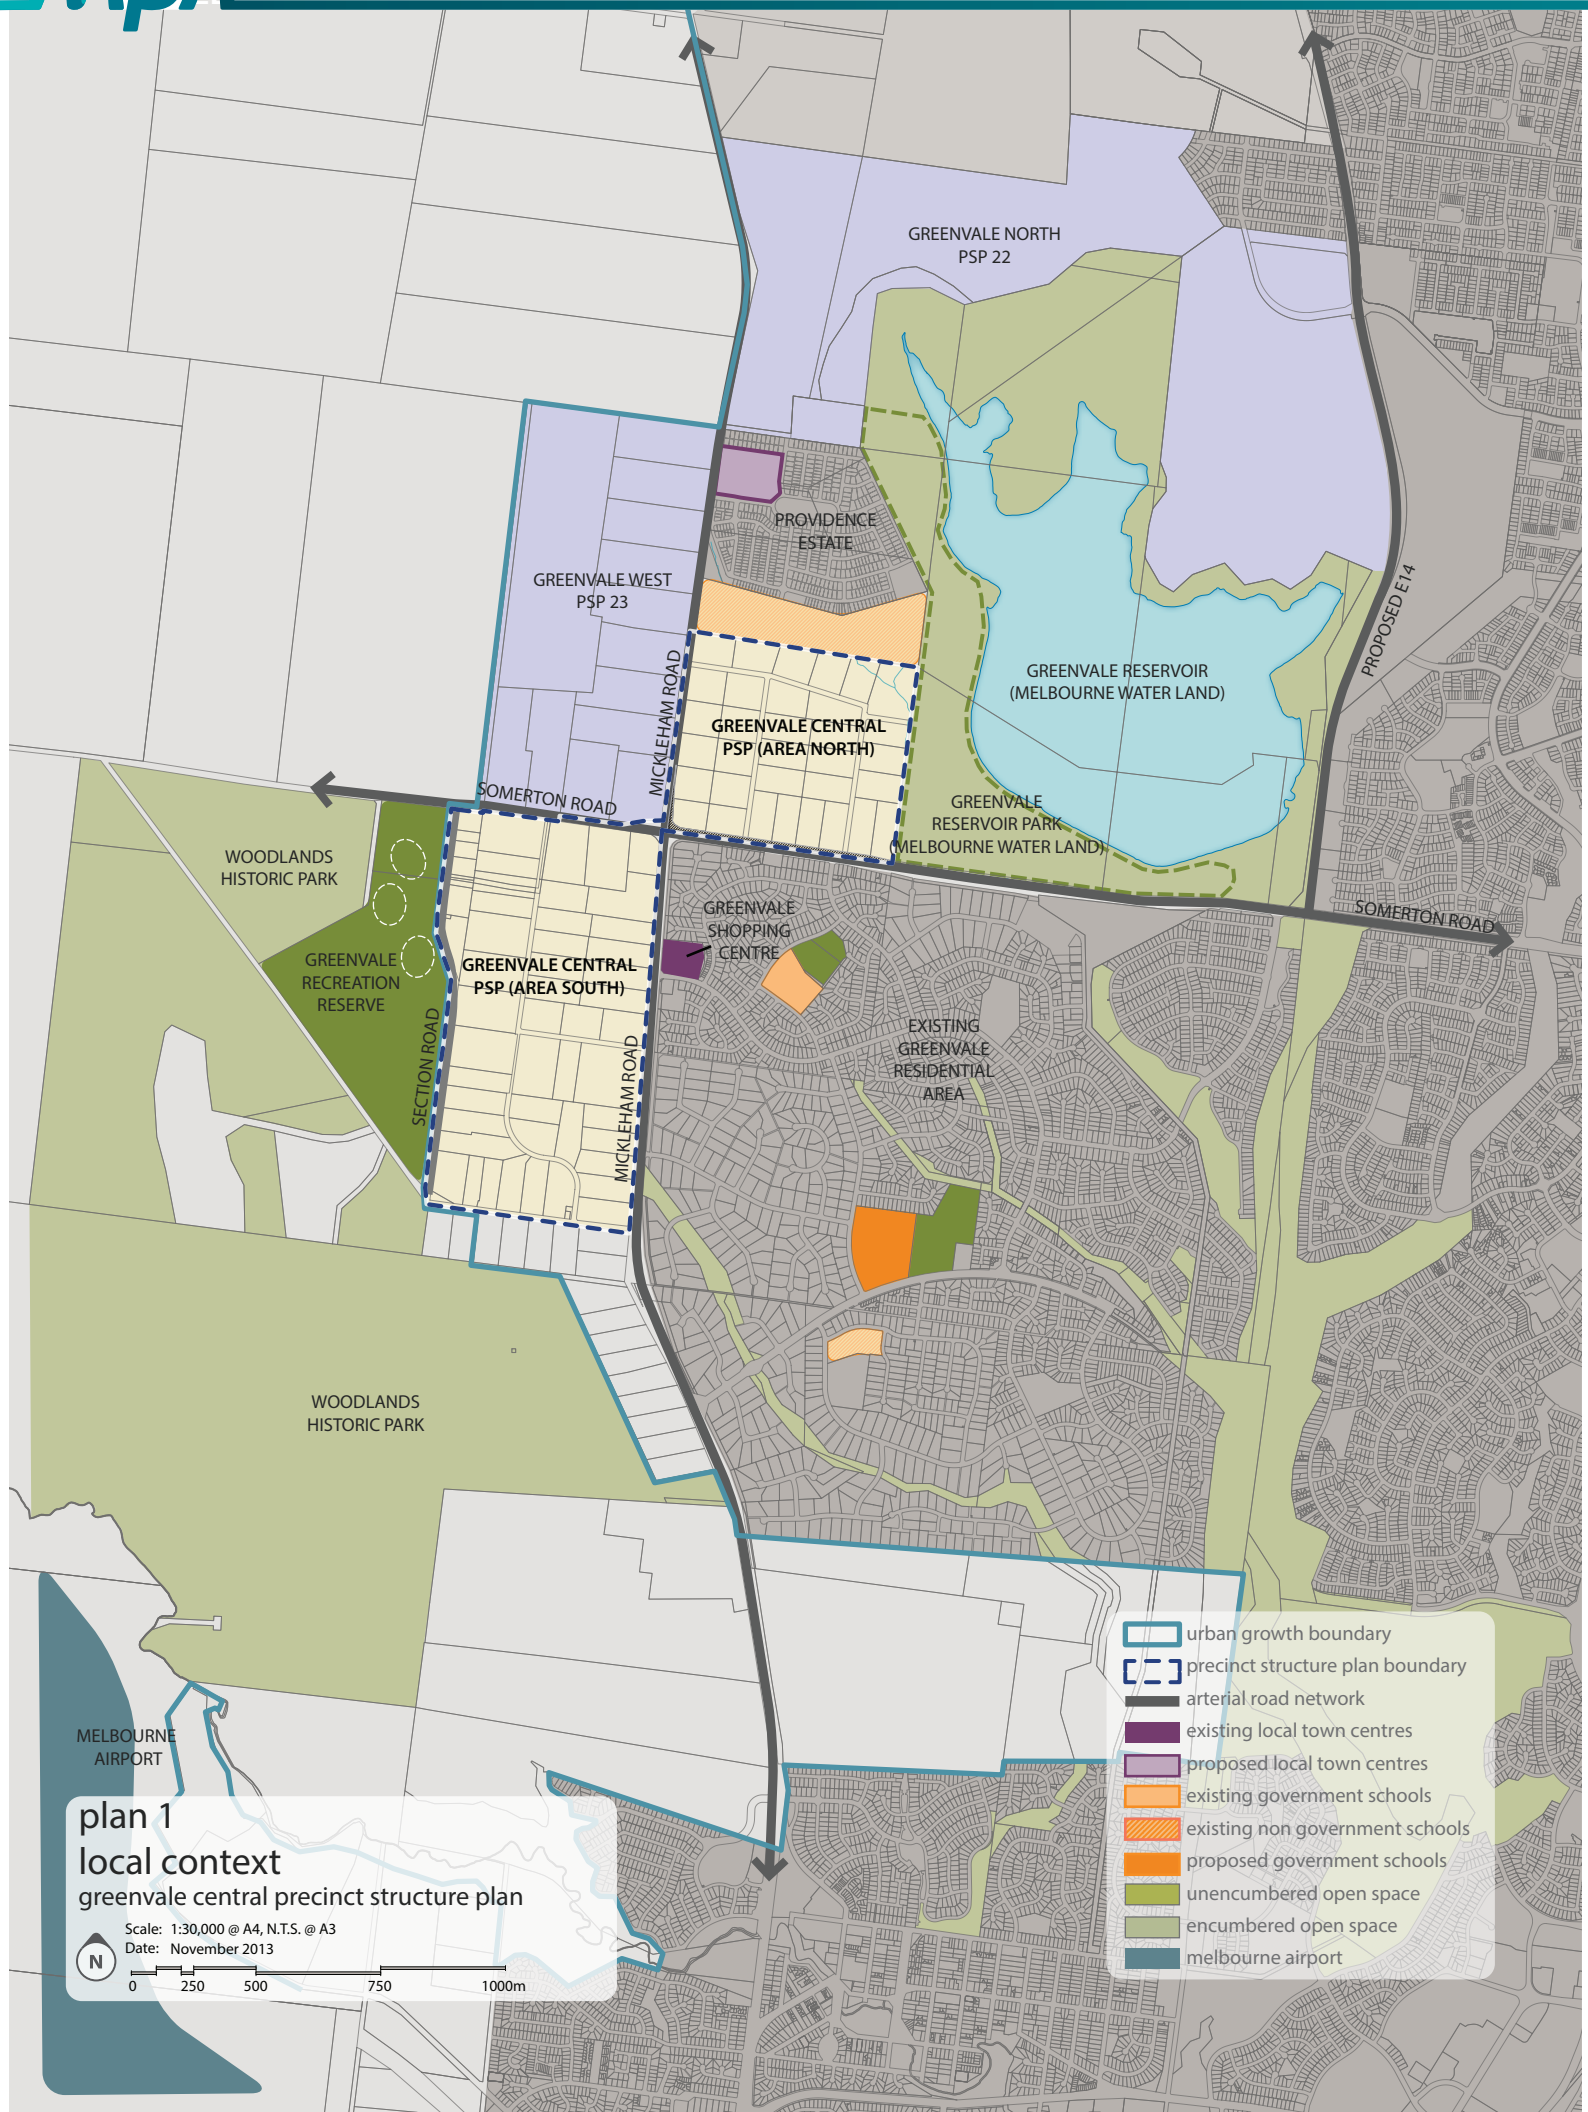 GREENVALE NORTH
PSP 22
PROVIDENCE
ESTATE
GREENVALE WEST
PSP 23
PROPOSED E14
MICKLEHAM ROAD
GREENVALE RESERVOIR
(MELBOURNE WATER LAND)
GREENVALE CENTRAL
PSP (AREA NORTH)
SOMERTON ROAD
GREENVALE
RESERVOIR PARK
(MELBOURNE WATER LAND)
WOODLANDS
HISTORIC PARK
GREENVALE
SHOPPING
CENTRE
SOMERTON ROAD
GREENVALE
RECREATION
RESERVE
GREENVALE CENTRAL
PSP (AREA SOUTH)
SECTION ROAD
MICKLEHAM ROAD
EXISTING
GREENVALE
RESIDENTIAL
AREA
WOODLANDS
HISTORIC PARK
MELBOURNE
AIRPORT
urban growth boundary
precinct structure plan boundary
arterial road network
existing local town centres
proposed local town centres
existing government schools
existing non government schools
proposed government schools
unencumbered open space
encumbered open space
melbourne airport
plan 1
local context
greenvale central precinct structure plan
Scale: 1:30,000 @ A4, N.T.S. @ A3
Date: November 2013
N
0 250 500 750 1000m